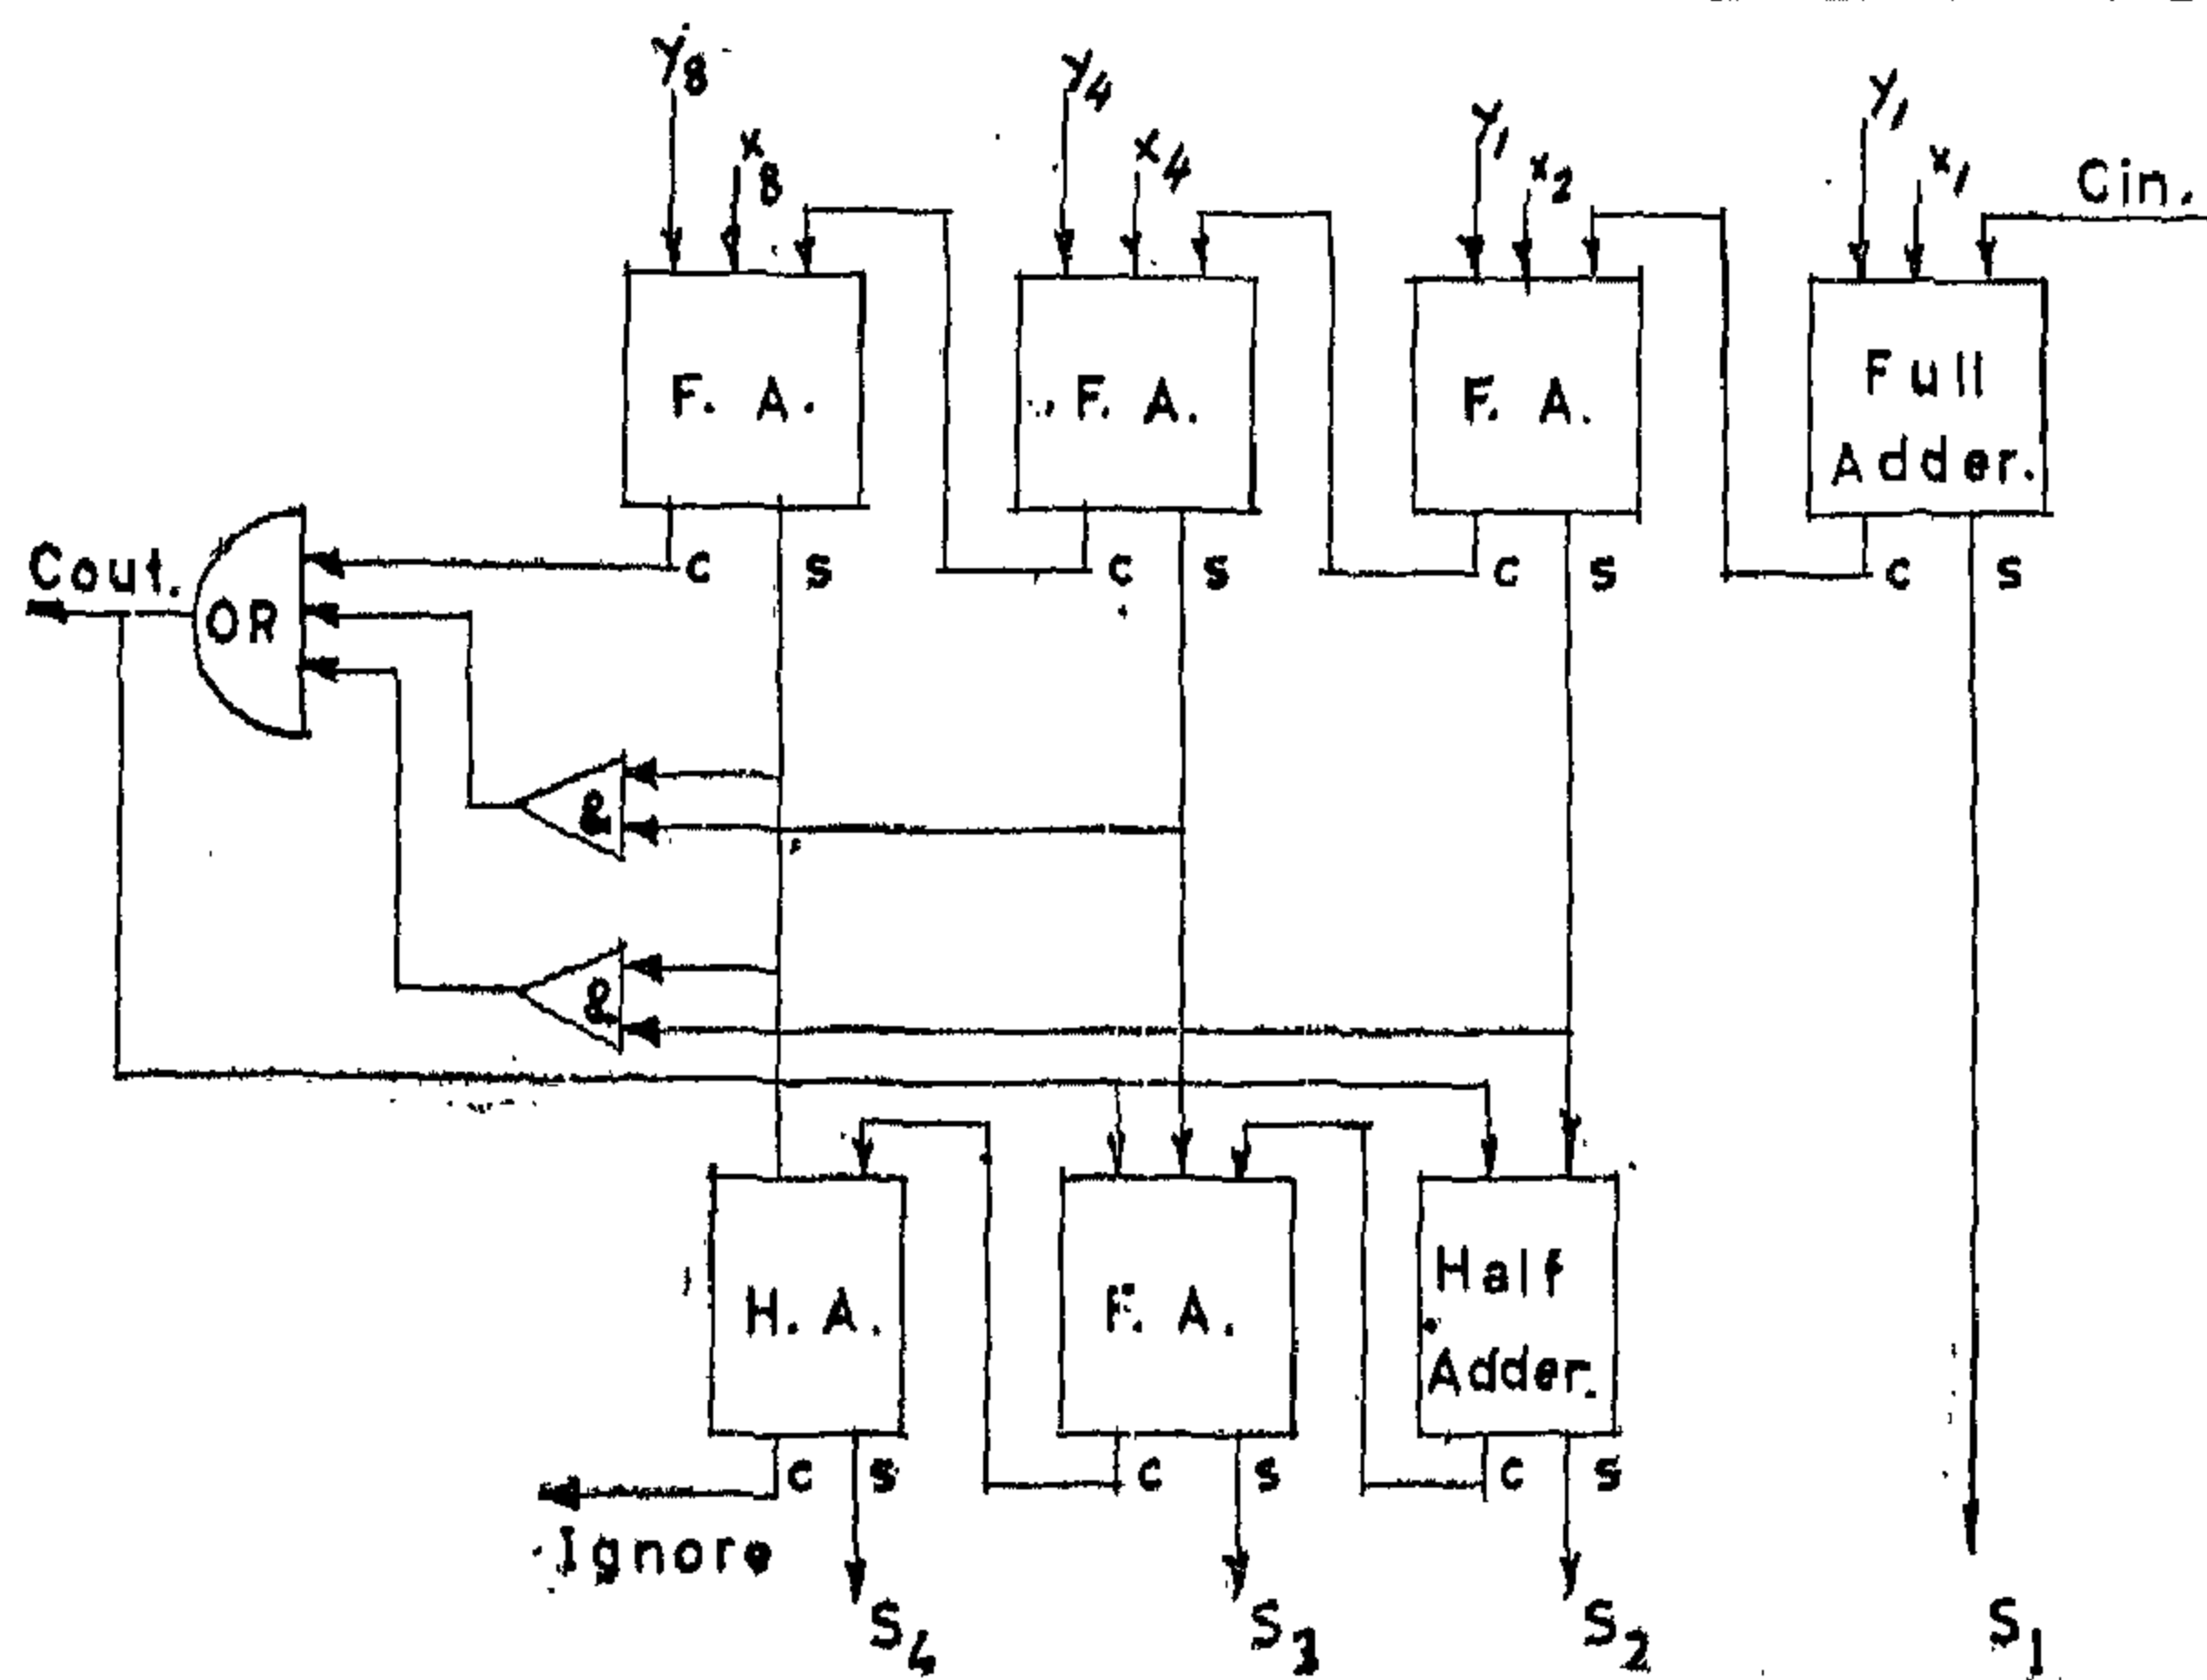 Y8 Y4 Y1 Y1
x8 x4 x2 x1 Cin.
F. A. F. A. F. A. Full Adder.
Cout. OR c s c s c s c s
&
&
H. A. F. A. Half Adder.
c s c s c s
Ignore
S4 S3 S2 S1